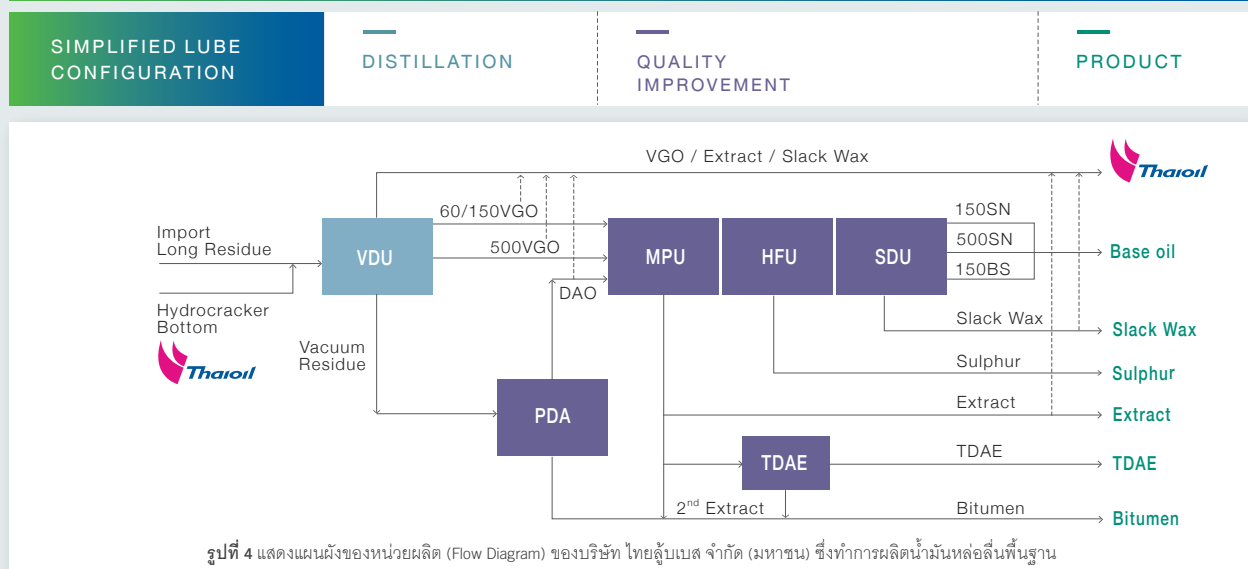 SIMPLIFIED LUBE
CONFIGURATION
DISTILLATION
QUALITY
IMPROVEMENT
PRODUCT
VGO / Extract / Slack Wax
Thaioil
60/150VGO
500VGO
DAO
Import
Long Residue
Hydrocracker
Bottom
Thaioil
VDU
Vacuum
Residue
PDA
MPU
HFU
SDU
150SN
500SN
150BS
Base oil
Slack Wax
Slack Wax
Sulphur
Sulphur
Extract
Extract
TDAE
TDAE
TDAE
2nd Extract
Bitumen
Bitumen
รูปที่ 4 แสดงแผนผังของหน่วยผลิต (Flow Diagram) ของบริษัท ไทยลู้บเบส จำกัด (มหาชน) ซึ่งทำการผลิตน้ำมันหล่อลื่นพื้นฐาน